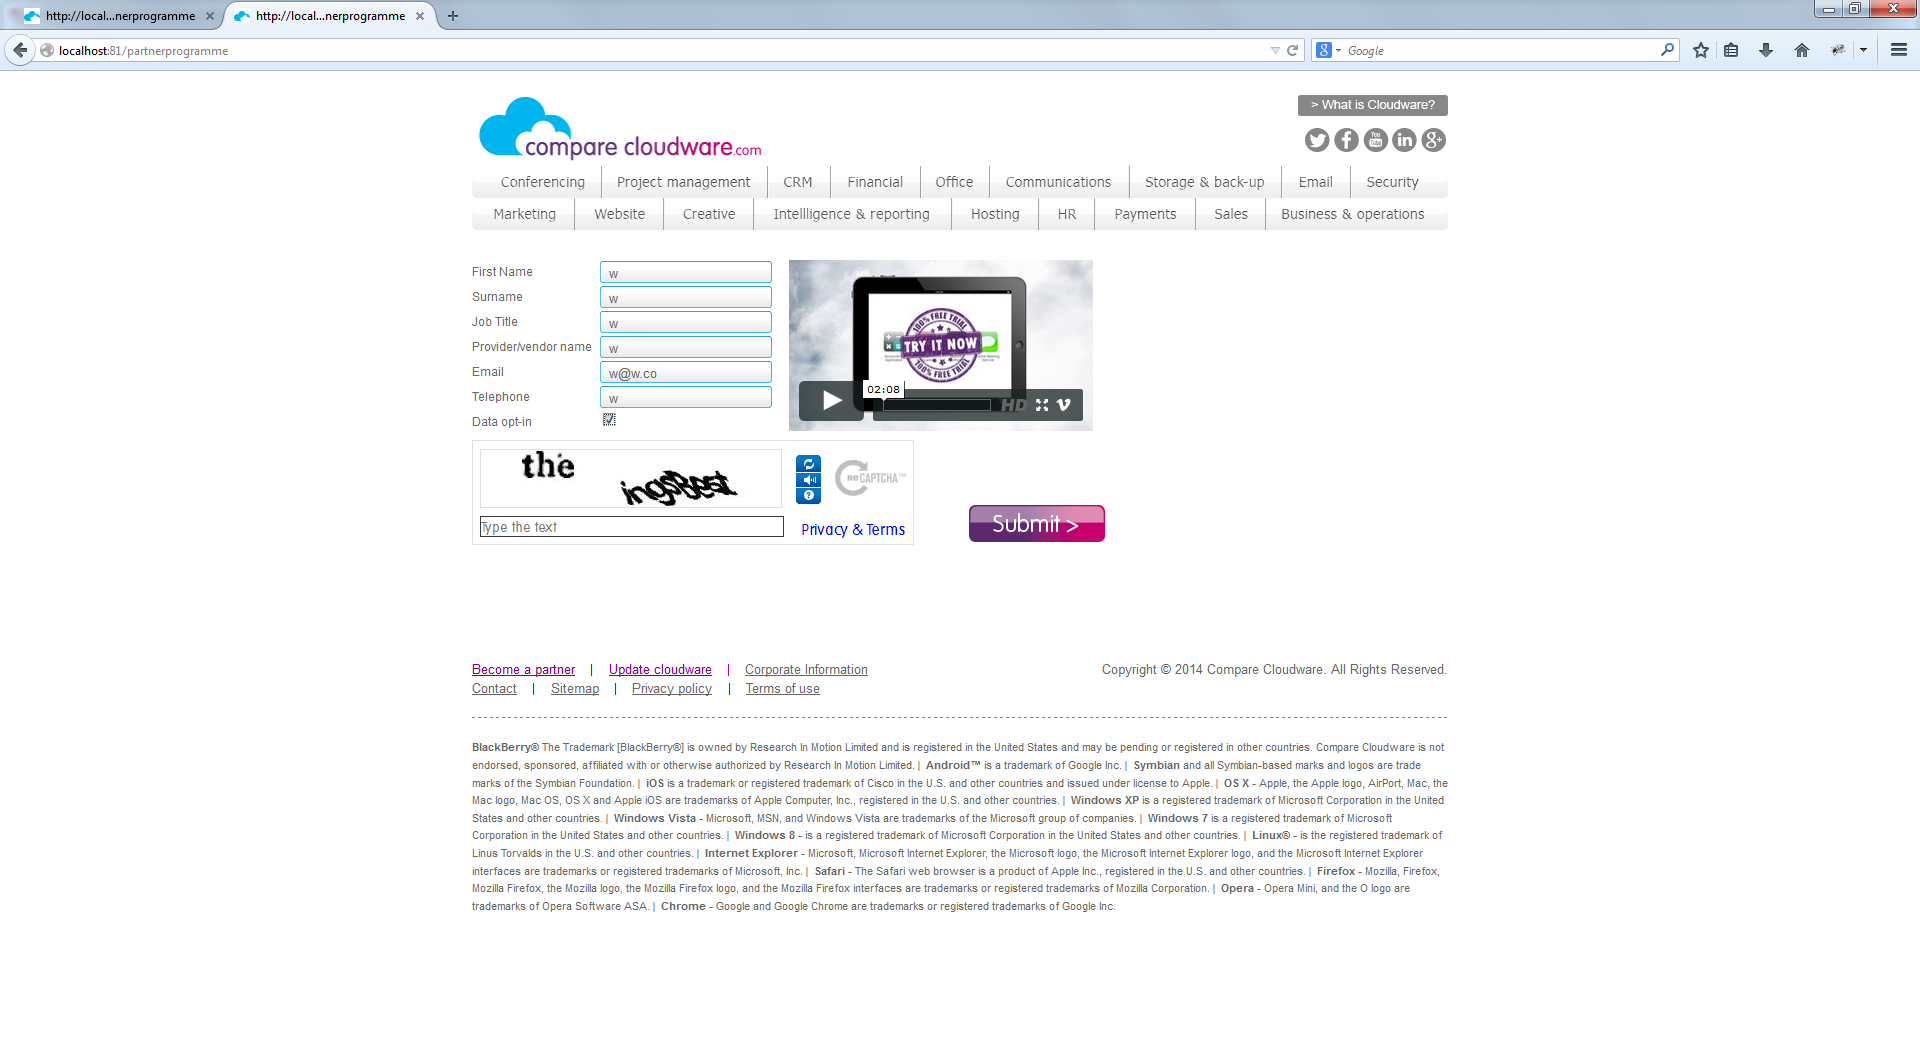 http://local...nerprogramme
http://local...nerprogramme
localhost:81/partnerprogramme
Google
compare cloudware.com
> What is Cloudware?
Conferencing Project management CRM Financial Office Communications Storage & back-up Email Security
Marketing Website Creative Intellligence & reporting Hosting HR Payments Sales Business & operations
First Name w
Surname w
Job Title w
Provider/vendor name w
Email w@w.co
Telephone w
Data opt-in
100% FREE TRIAL
TRY IT NOW
100% FREE TRIAL
02:08
HD
the ingsBest
reCAPTCHA™
Type the text
Privacy & Terms
Submit >
Become a partner | Update cloudware | Corporate Information
Contact | Sitemap | Privacy policy | Terms of use
Copyright © 2014 Compare Cloudware. All Rights Reserved.
BlackBerry® The Trademark [BlackBerry®] is owned by Research In Motion Limited and is registered in the United States and may be pending or registered in other countries. Compare Cloudware is not
endorsed, sponsored, affiliated with or otherwise authorized by Research In Motion Limited. | Android™ is a trademark of Google Inc. | Symbian and all Symbian-based marks and logos are trade
marks of the Symbian Foundation. | iOS is a trademark or registered trademark of Cisco in the U.S. and other countries and issued under license to Apple. | OS X - Apple, the Apple logo, AirPort, Mac, the
Mac logo, Mac OS, OS X and Apple iOS are trademarks of Apple Computer, Inc., registered in the U.S. and other countries. | Windows XP is a registered trademark of Microsoft Corporation in the United
States and other countries. | Windows Vista - Microsoft, MSN, and Windows Vista are trademarks of the Microsoft group of companies. | Windows 7 is a registered trademark of Microsoft
Corporation in the United States and other countries. | Windows 8 - is a registered trademark of Microsoft Corporation in the United States and other countries. | Linux® - is the registered trademark of
Linus Torvalds in the U.S. and other countries. | Internet Explorer - Microsoft, Microsoft Internet Explorer, the Microsoft logo, the Microsoft Internet Explorer logo, and the Microsoft Internet Explorer
interfaces are trademarks or registered trademarks of Microsoft, Inc. | Safari - The Safari web browser is a product of Apple Inc., registered in the U.S. and other countries. | Firefox - Mozilla, Firefox,
Mozilla Firefox, the Mozilla logo, the Mozilla Firefox logo, and the Mozilla Firefox interfaces are trademarks or registered trademarks of Mozilla Corporation. | Opera - Opera Mini, and the O logo are
trademarks of Opera Software ASA. | Chrome - Google and Google Chrome are trademarks or registered trademarks of Google Inc.